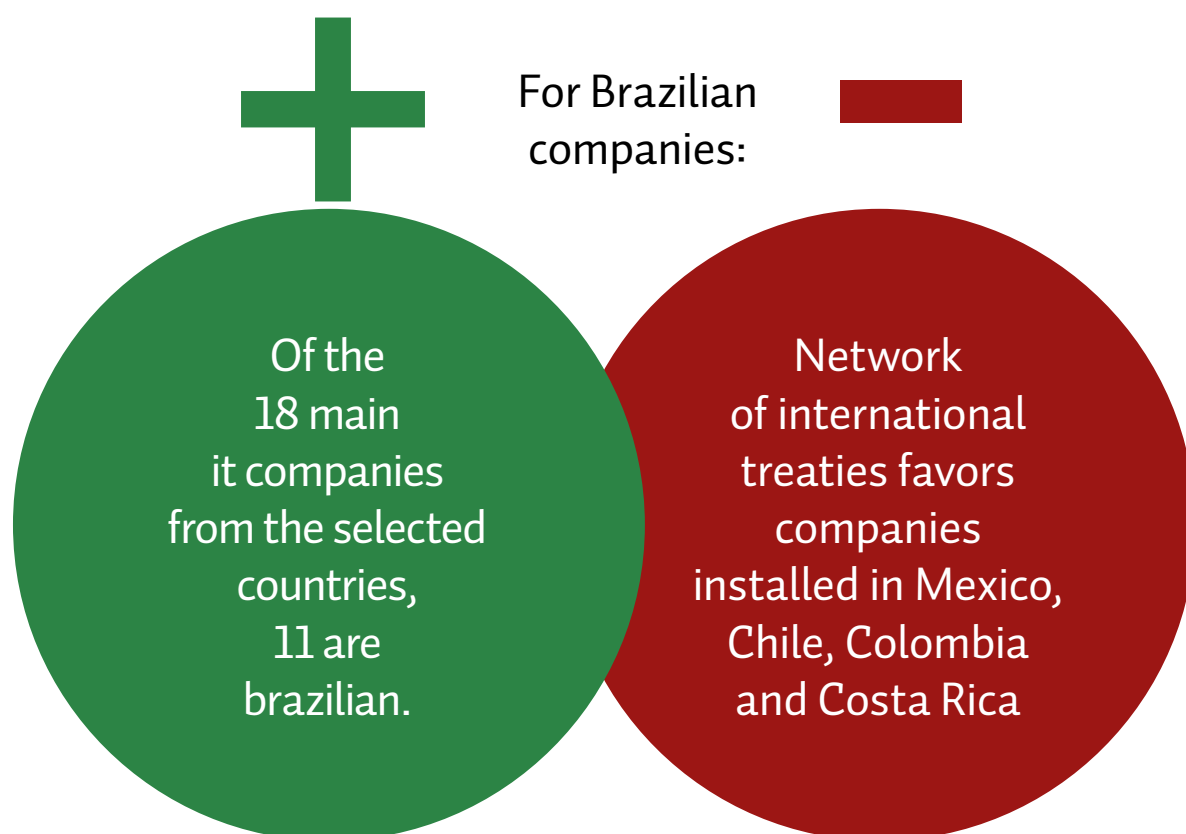 For Brazilian
companies:
Of the
18 main
it companies
from the selected
countries,
11 are
brazilian.
Network
of international
treaties favors
companies
installed in Mexico,
Chile, Colombia
and Costa Rica